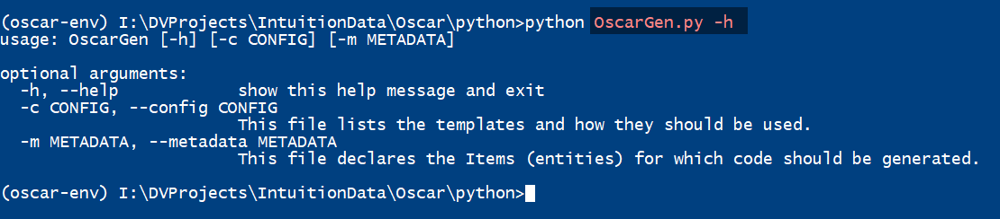 (oscar-env) I:\DVProjects\IntuitionData\Oscar\python>python OscarGen.py -h
usage: OscarGen [-h] [-c CONFIG] [-m METADATA]
optional arguments:
-h, --help show this help message and exit
-c CONFIG, --config CONFIG
This file lists the templates and how they should be used.
-m METADATA, --metadata METADATA
This file declares the Items (entities) for which code should be generated.
(oscar-env) I:\DVProjects\IntuitionData\Oscar\python>